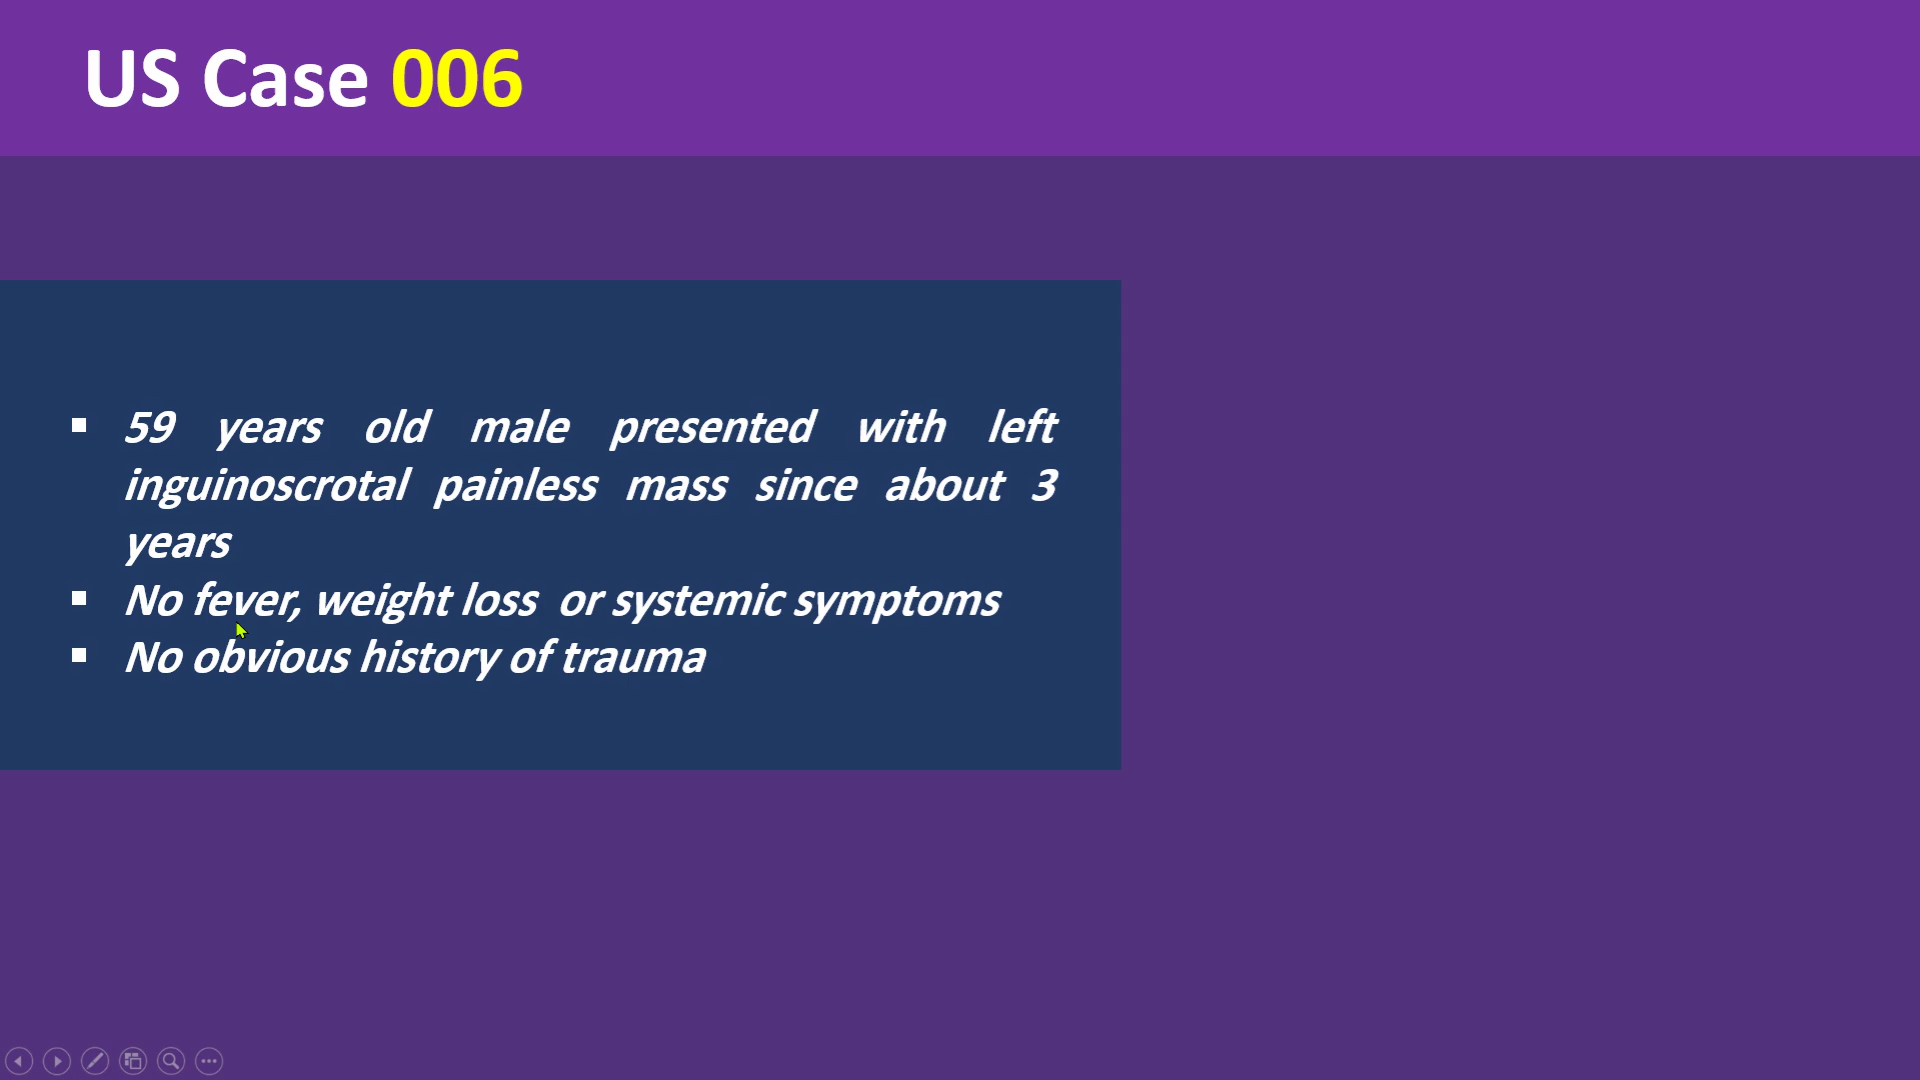 US Case 006
59 years old male presented with left
inguinoscrotal painless mass since about 3
years
No fever, weight loss or systemic symptoms
No obvious history of trauma